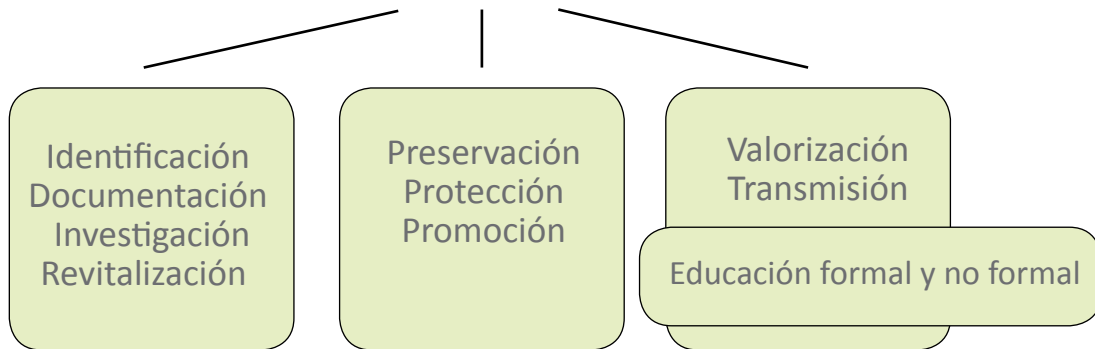 Identificación
Documentación
Investigación
Revitalización
Preservación
Protección
Promoción
Valorización
Transmisión
Educación formal y no formal